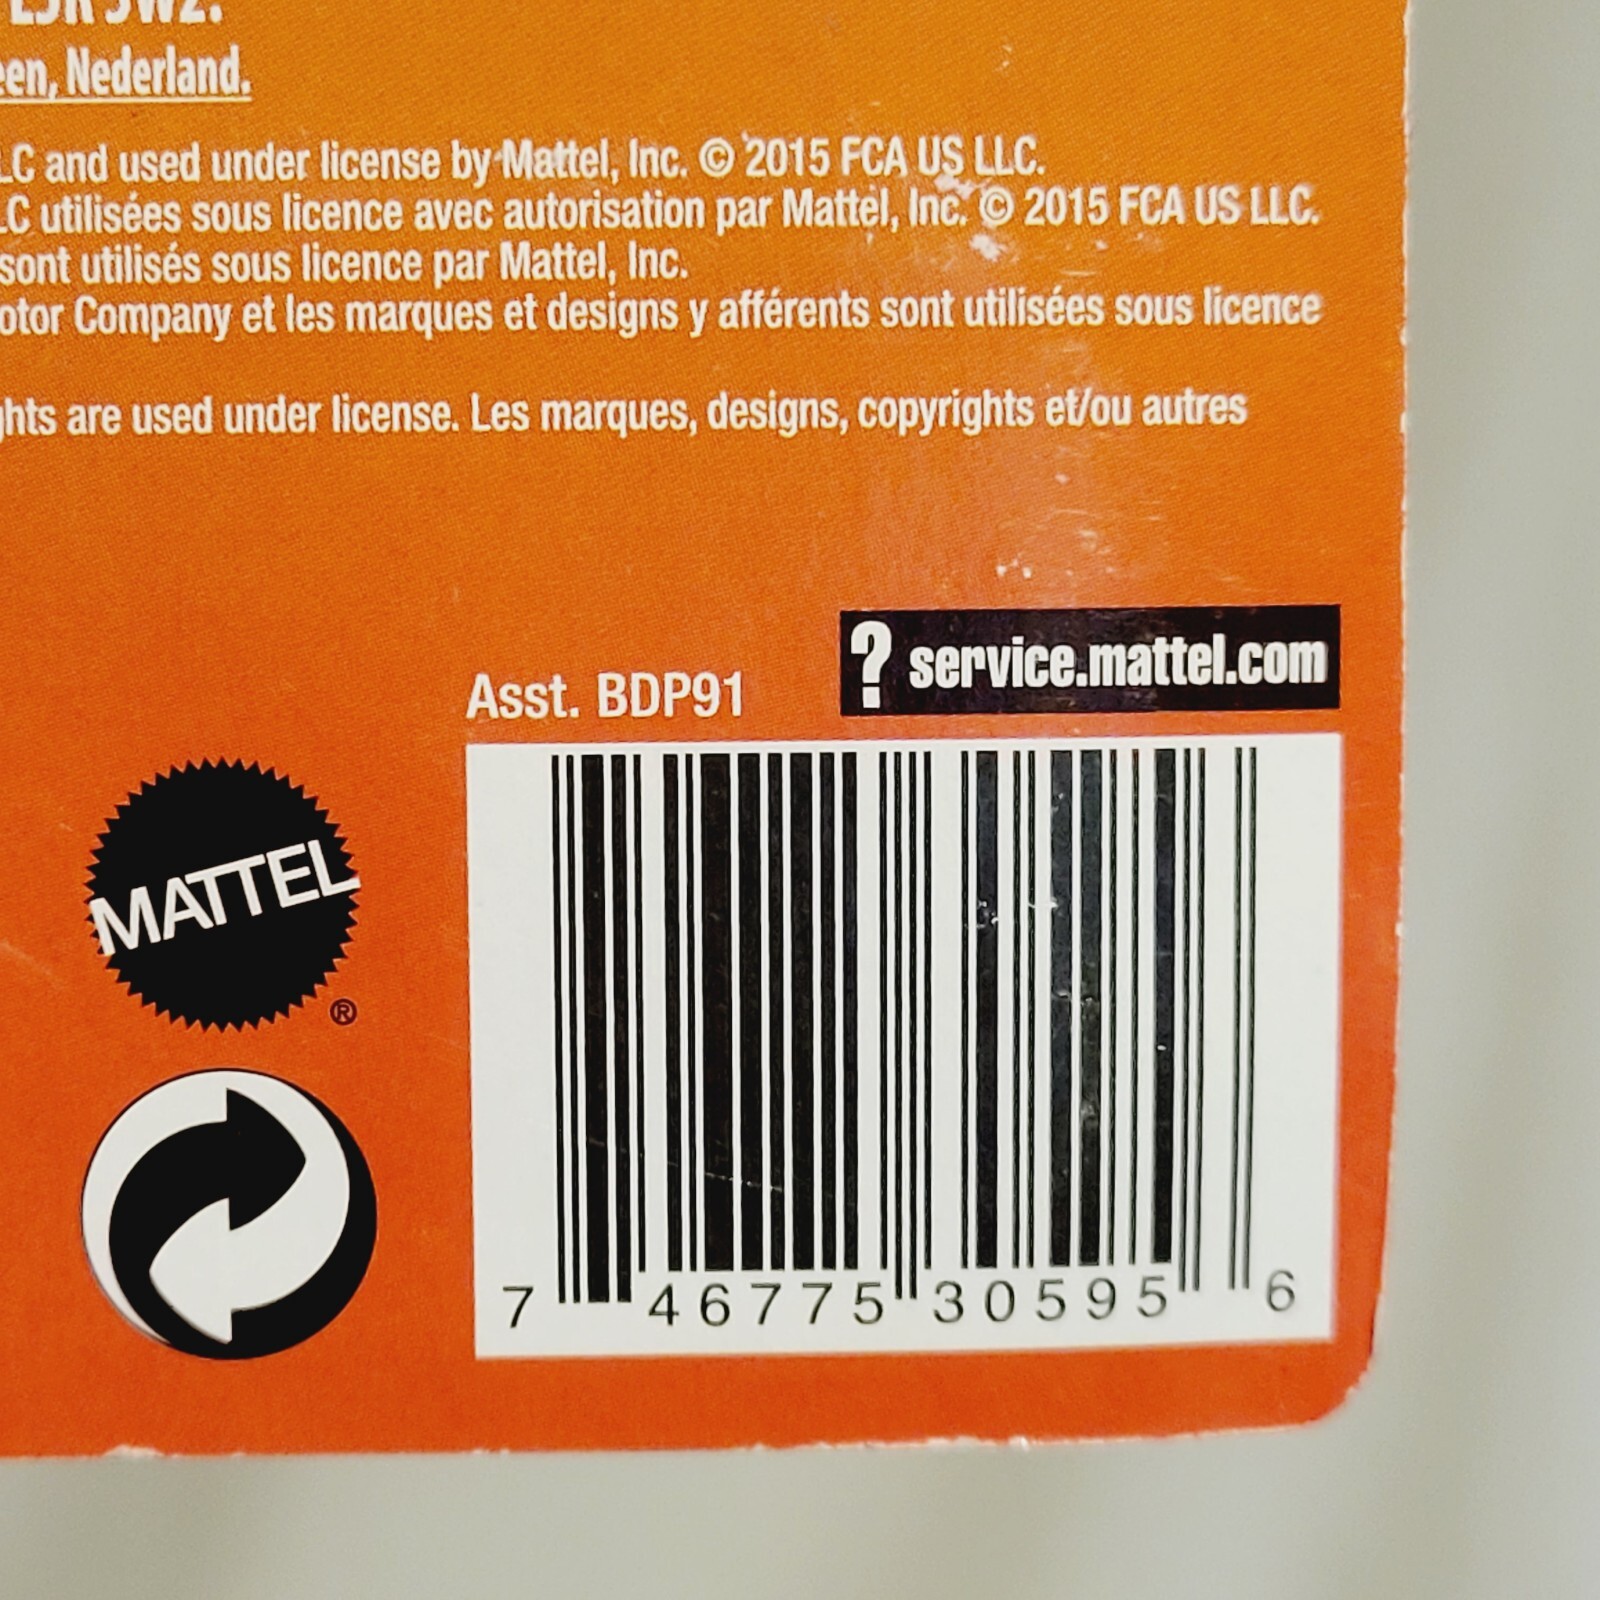 L5R 5W2.
een, Nederland.
LC and used under license by Mattel, Inc. © 2015 FCA US LLC.
LC utilisées sous licence avec autorisation par Mattel, Inc. © 2015 FCA US LLC.
sont utilisés sous licence par Mattel, Inc.
otor Company et les marques et designs y afférents sont utilisées sous licence
ghts are used under license. Les marques, designs, copyrights et/ou autres
? service.mattel.com
Asst. BDP91
MATTEL
®
7 46775 30595 6